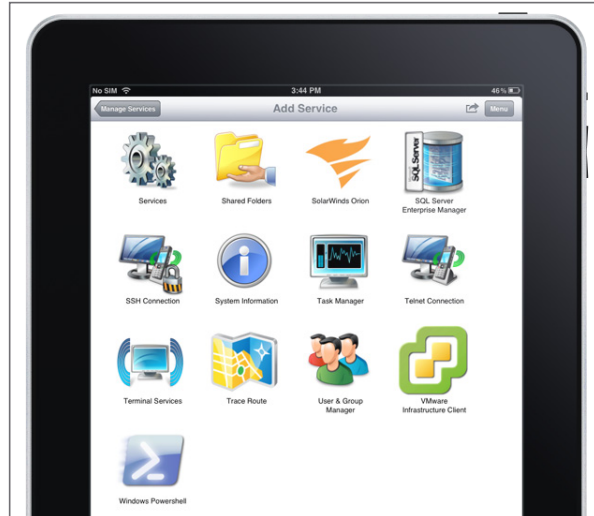 No SIM 3:44 PM 46%
Manage Services Add Service Menu
Services Shared Folders SolarWinds Orion SQL Server
Enterprise Manager
SQL Server
SSH Connection System Information Task Manager Telnet Connection
Terminal Services Trace Route User & Group
Manager VMware
Infrastructure Client
Windows Powershell